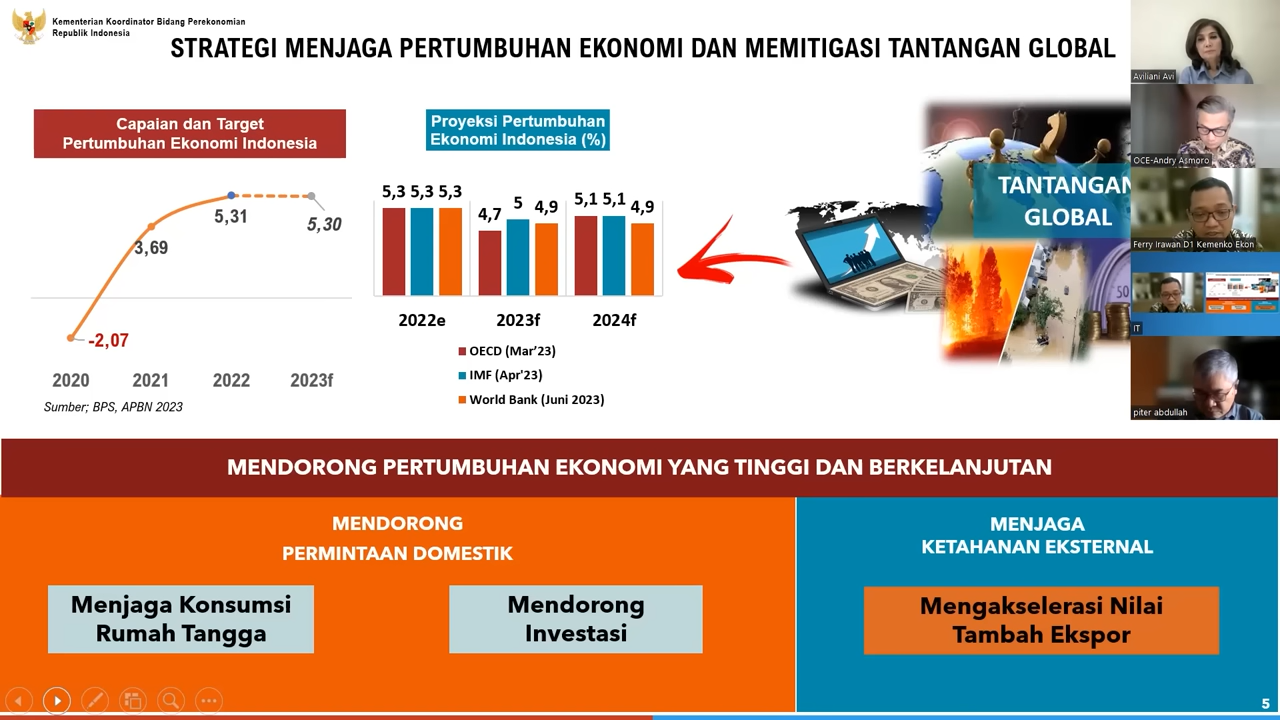 Kementerian Koordinator Bidang Perekonomian
Republik Indonesia
STRATEGI MENJAGA PERTUMBUHAN EKONOMI DAN MEMITIGASI TANTANGAN GLOBAL
Capaian dan Target
Pertumbuhan Ekonomi Indonesia
5,31
5,30
3,69
-2,07
2020 2021 2022 2023f
Sumber; BPS, APBN 2023
Proyeksi Pertumbuhan
Ekonomi Indonesia (%)
5,3 5,3 5,3
4,7 5 4,9
5,1 5,1 4,9
2022e 2023f 2024f
OECD (Mar'23)
IMF (Apr'23)
World Bank (Juni 2023)
TANTANGAN
GLOBAL
50
Aviliani Avi
OCE-Andry Asmoro
Ferry Irawan D1 Kemenko Ekon
IT
piter abdullah
MENDORONG PERTUMBUHAN EKONOMI YANG TINGGI DAN BERKELANJUTAN
MENDORONG
PERMINTAAN DOMESTIK
Menjaga Konsumsi
Rumah Tangga
Mendorong
Investasi
MENJAGA
KETAHANAN EKSTERNAL
Mengakselerasi Nilai
Tambah Ekspor
5